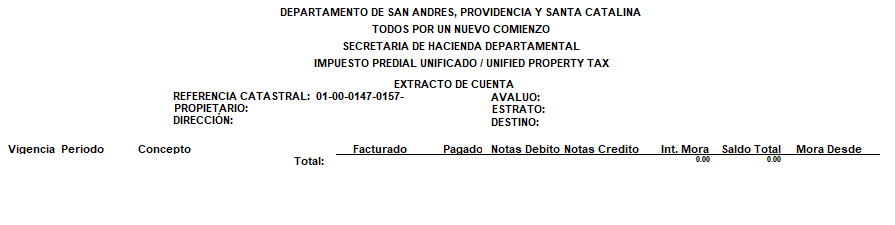 DEPARTAMENTO DE SAN ANDRES, PROVIDENCIA Y SANTA CATALINA
TODOS POR UN NUEVO COMIENZO
SECRETARIA DE HACIENDA DEPARTAMENTAL
IMPUESTO PREDIAL UNIFICADO / UNIFIED PROPERTY TAX
EXTRACTO DE CUENTA
REFERENCIA CATASTRAL: 01-00-0147-0157- AVALUO:
PROPIETARIO: ESTRATO:
DIRECCIÓN: DESTINO:
Vigencia Periodo Concepto Facturado Pagado Notas Debito Notas Credito Int. Mora Saldo Total Mora Desde
Total: 0.00 0.00